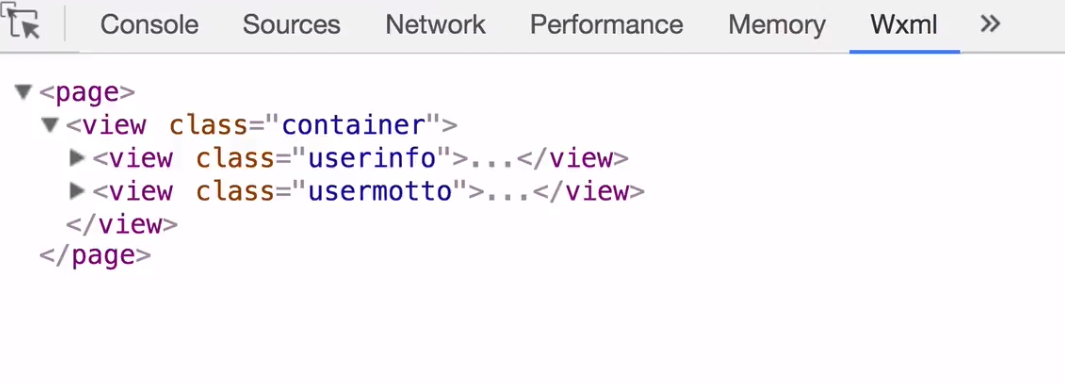 Console Sources Network Performance Memory Wxml »
▼<page>
▼<view class="container">
▶<view class="userinfo">...</view>
▶<view class="usermotto">...</view>
</view>
</page>